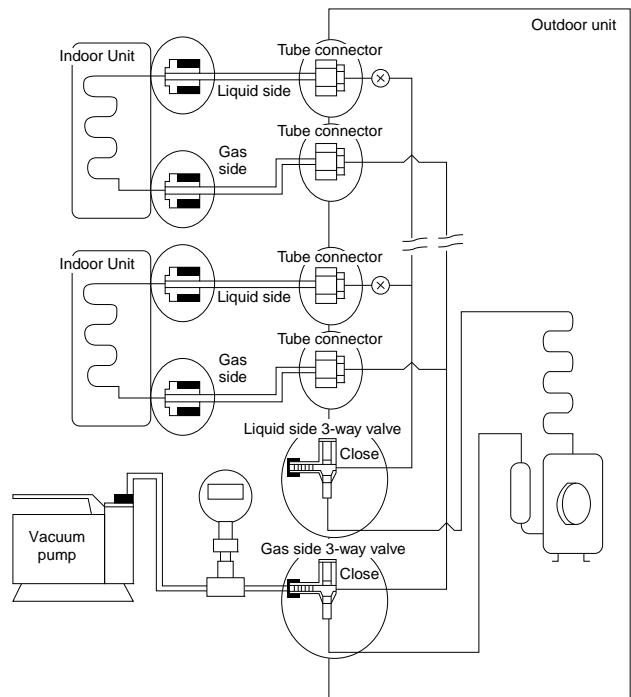 Outdoor unit
Indoor Unit
Tube connector
Liquid side
Tube connector
Gas
side
Indoor Unit
Tube connector
Liquid side
Tube connector
Gas
side
Liquid side 3-way valve
Close
Vacuum
pump
Gas side 3-way valve
Close